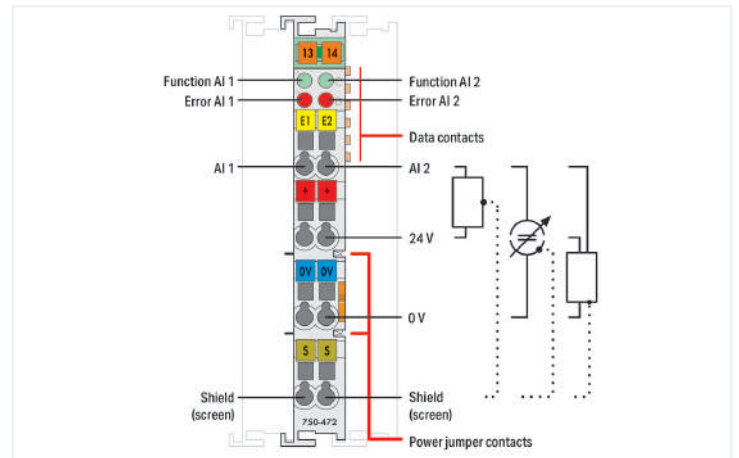 13 14
Function AI 1
Function AI 2
Error AI 1
Error AI 2
E1 E2
Data contacts
AI 1
AI 2
+ +
24 V
0V 0V
0 V
S S
Shield
(screen)
Shield
(screen)
750-472
Power jumper contacts